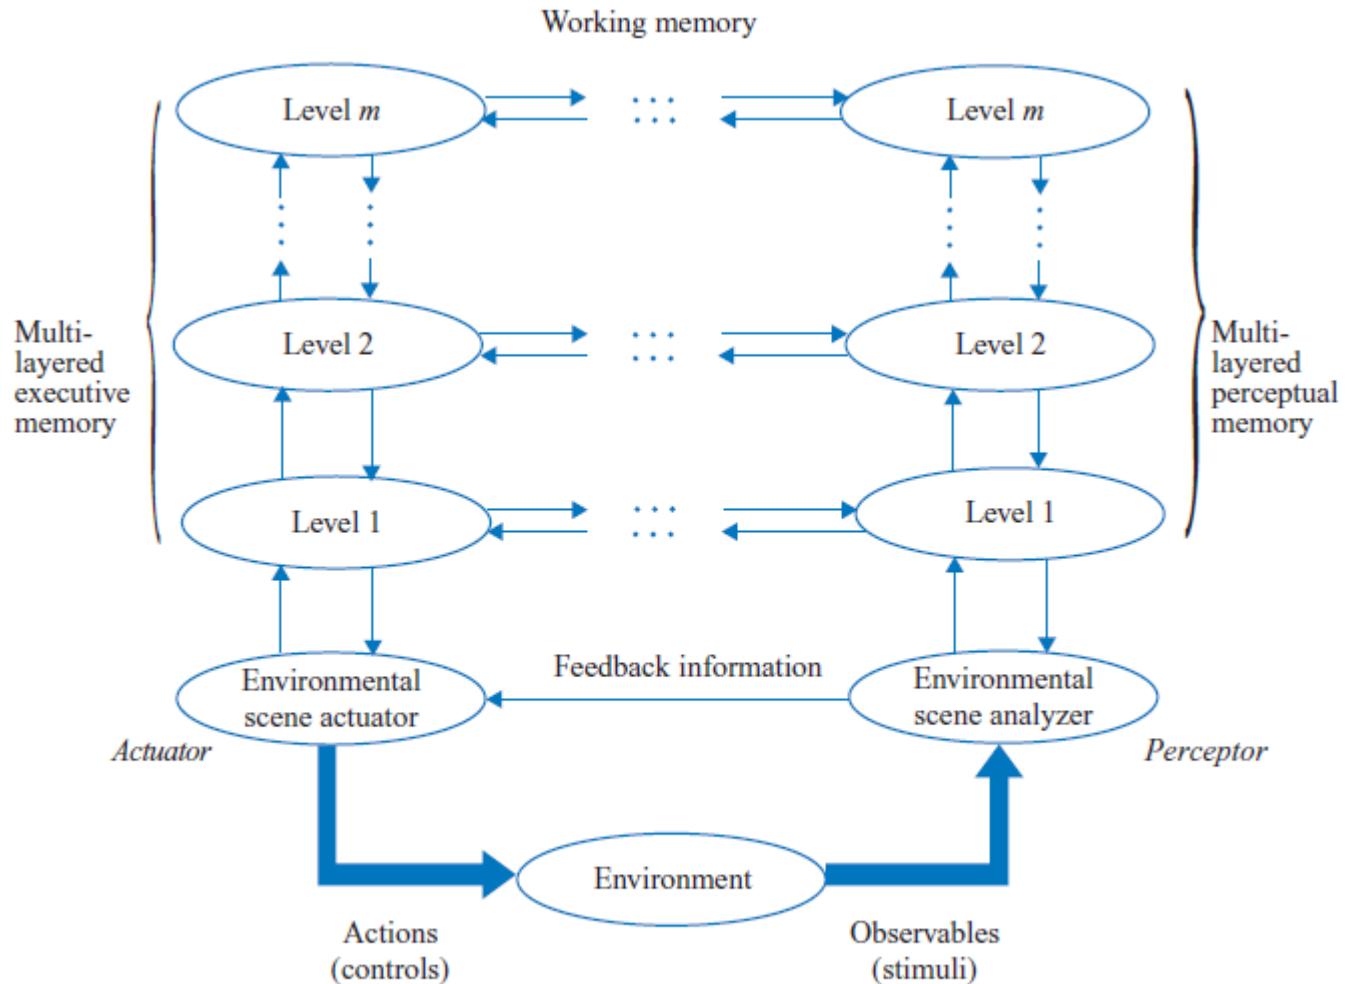 Working memory
Level m
Level m
Level 2
Level 2
Multi-
layered
executive
memory
Multi-
layered
perceptual
memory
Level 1
Level 1
Feedback information
Environmental
scene actuator
Environmental
scene analyzer
Actuator
Perceptor
Environment
Actions
(controls)
Observables
(stimuli)